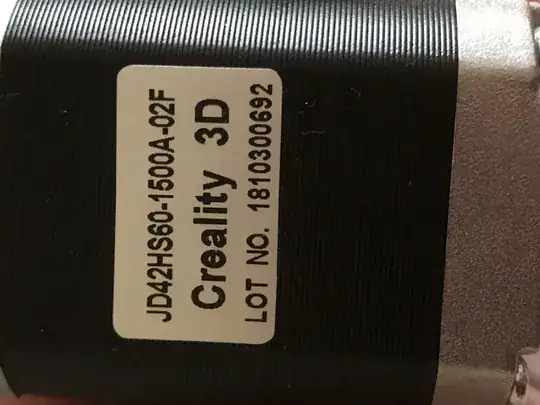 JD42HS60-1500A-02F
Creality 3D
LOT NO. 1810300692